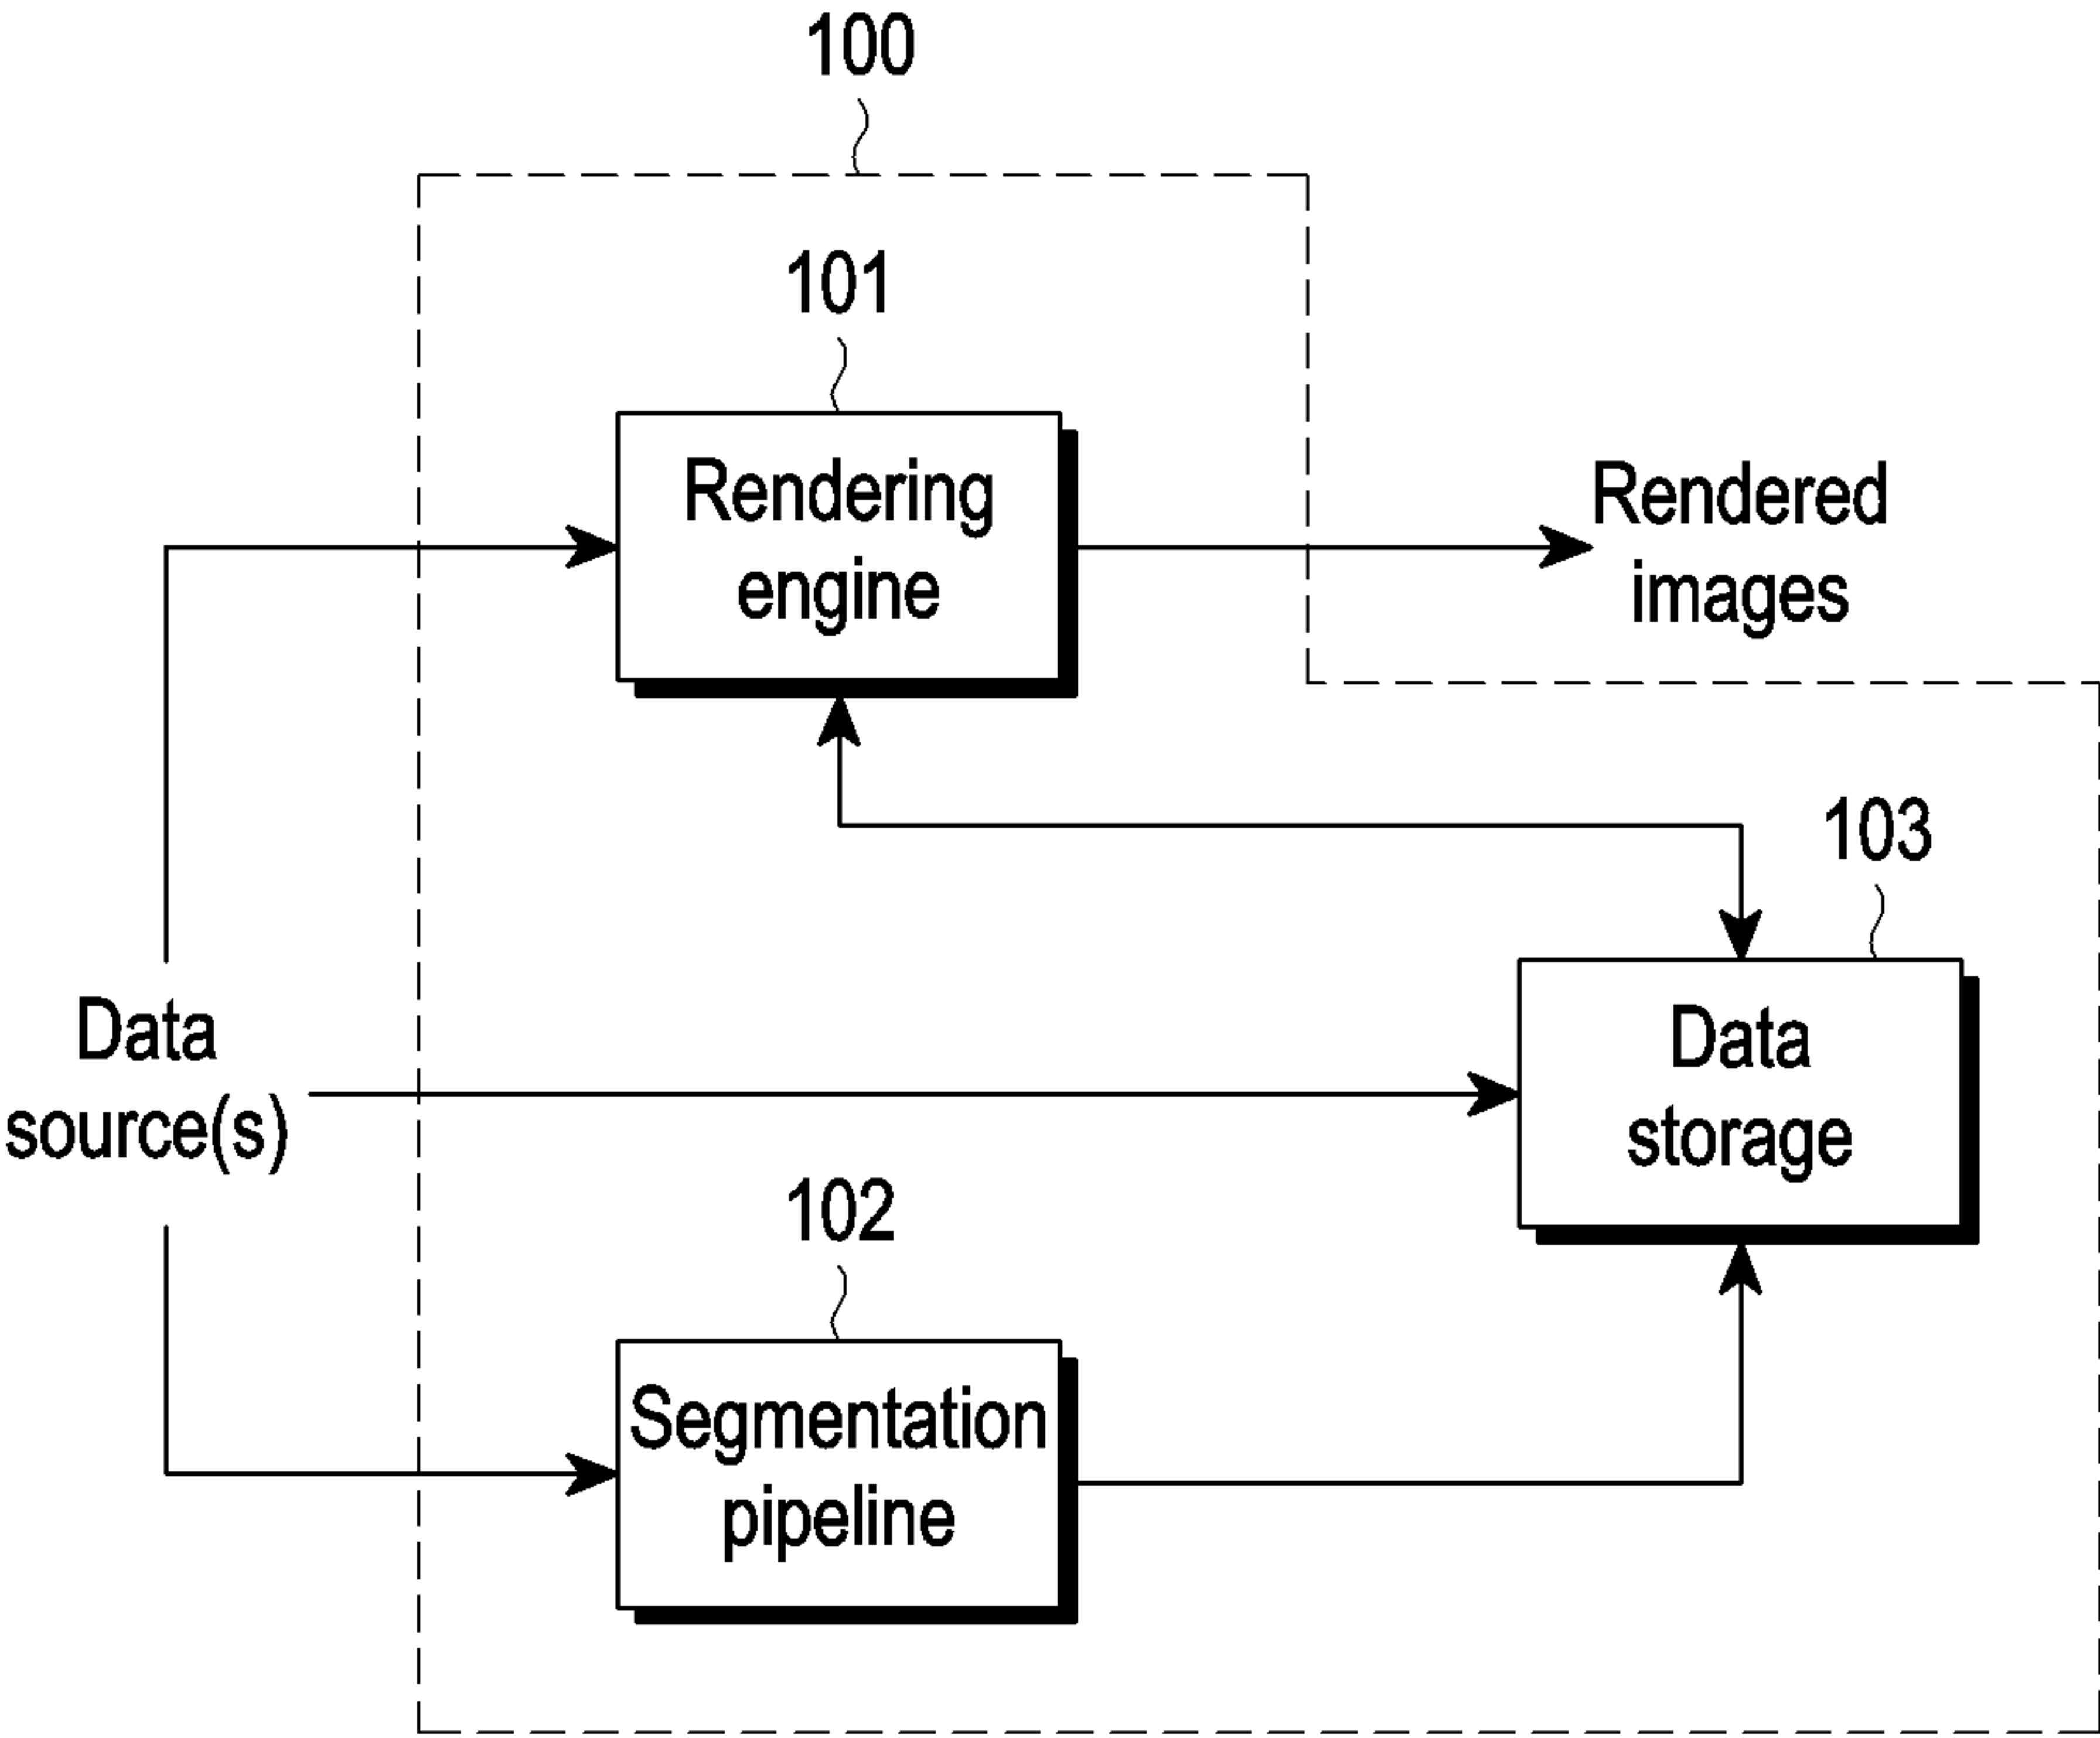 100
101
Rendering
engine
Rendered
images
103
Data
source(s)
Data
storage
102
Segmentation
pipeline